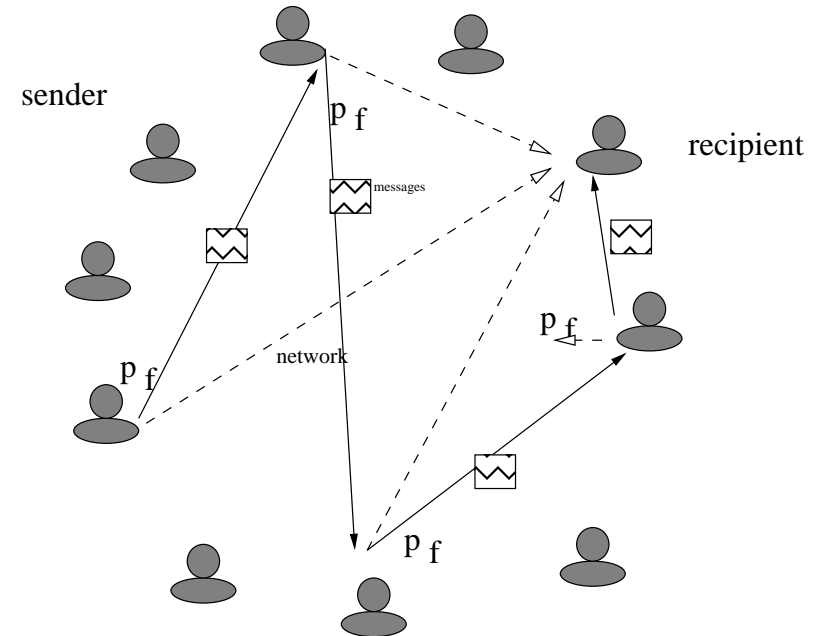 sender
p f
recipient
messages
p f
network
p f
p f